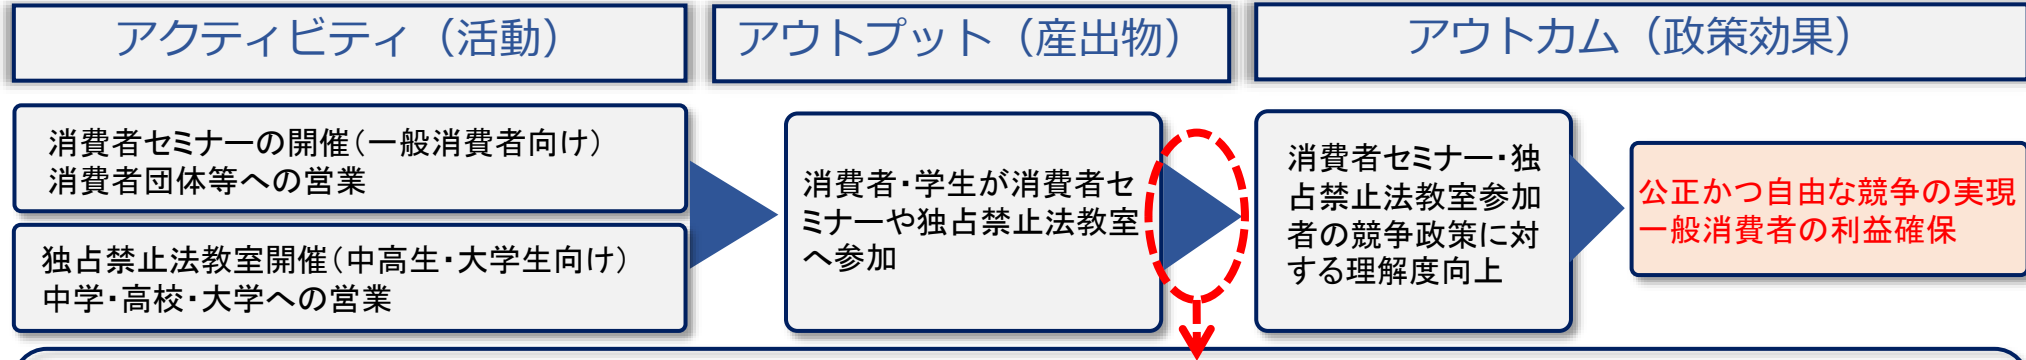 アクティビティ（活動）
アウトプット（産出物）
アウトカム（政策効果）
消費者セミナーの開催（一般消費者向け）
消費者団体等への営業
独占禁止法教室開催（中高生・大学生向け）
中学・高校・大学への営業
消費者・学生が消費者セ
ミナーや独占禁止法教室
へ参加
消費者セミナー・独
占禁止法教室参加
者の競争政策に対
する理解度向上
公正かつ自由な競争の実現
一般消費者の利益確保